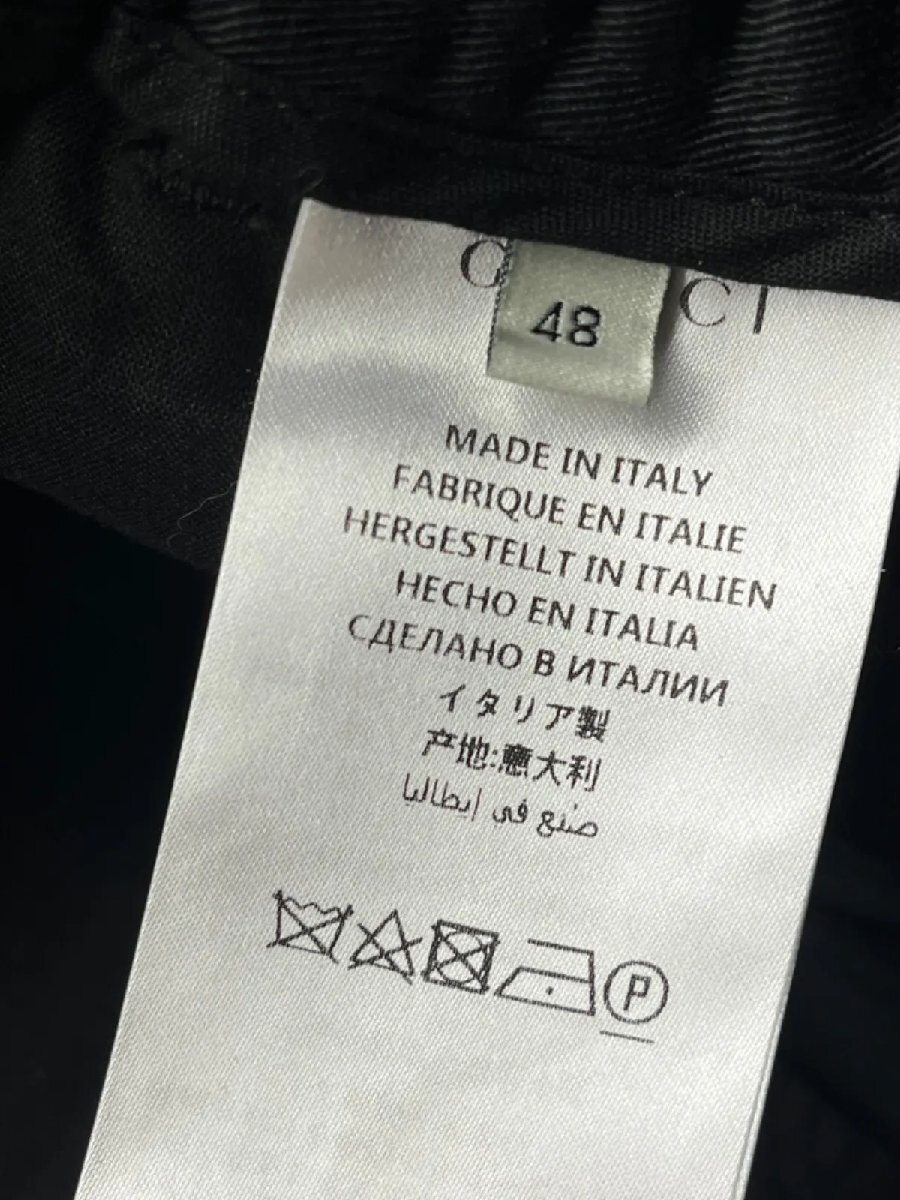 G CI
48
MADE IN ITALY
FABRIQUE EN ITALIE
HERGESTELLT IN ITALIEN
HECHO EN ITALIA
СДЕЛАНО В ИТАЛИИ
イタリア製
产地:意大利
صنع في إيطاليا
P